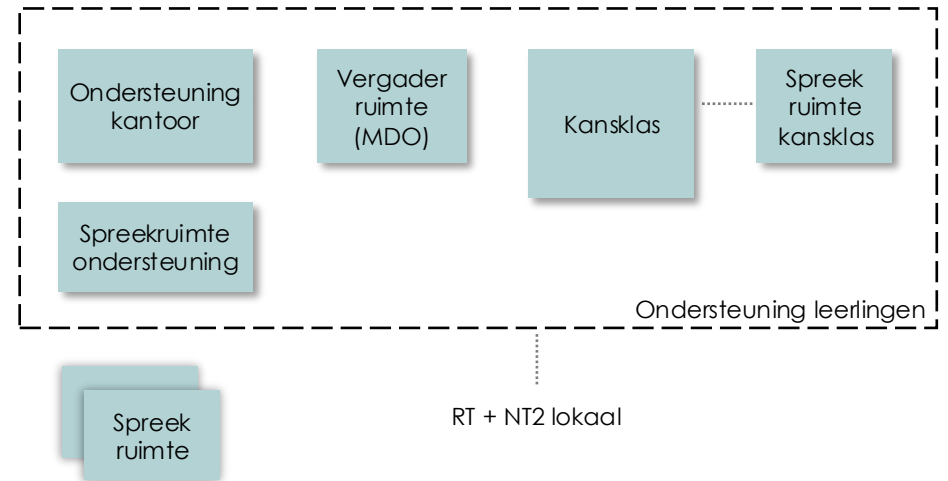 Ondersteuning
kantoor
Vergader
ruimte
(MDO)
Kansklas
Spreek
ruimte
kansklas
Spreekruimte
ondersteuning
Ondersteuning leerlingen
Spreek
ruimte
RT + NT2 lokaal